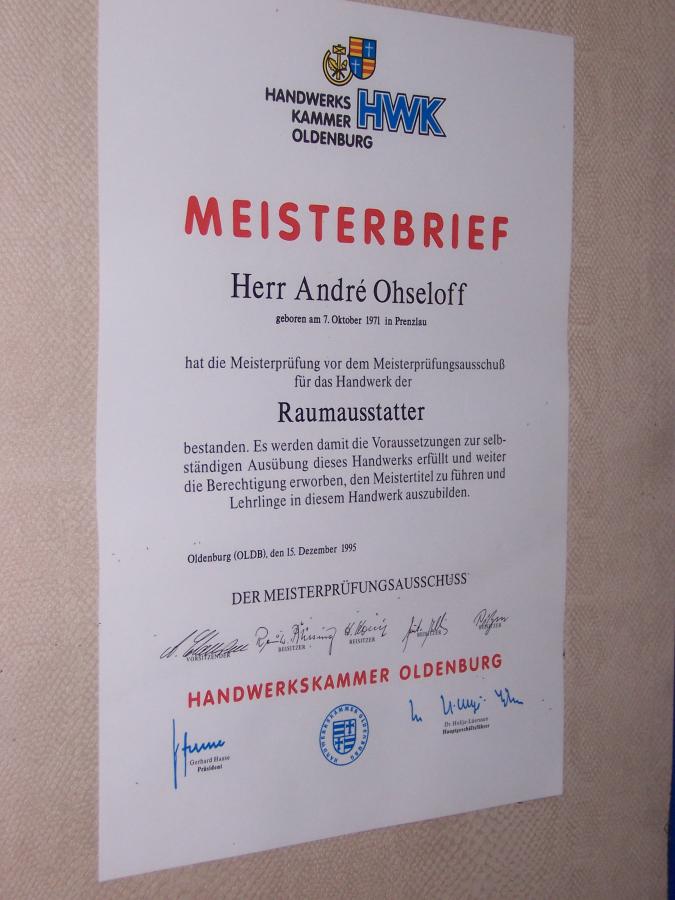 HANDWERKS
KAMMER HWK
OLDENBURG
MEISTERBRIEF
Herr André Ohseloff
geboren am 7. Oktober 1971 in Prenzlau
hat die Meisterprüfung vor dem Meisterprüfungsausschuß
für das Handwerk der
Raumausstatter
bestanden. Es werden damit die Voraussetzungen zur selb-
ständigen Ausübung dieses Handwerks erfüllt und weiter
die Berechtigung erworben, den Meistertitel zu führen und
Lehrlinge in diesem Handwerk auszubilden.
Oldenburg (OLDB), den 15. Dezember 1995
DER MEISTERPRÜFUNGSAUSSCHUSS
VORSITZENDER BEISITZER BEISITZER BEISITZER BEISITZER
HANDWERKSKAMMER OLDENBURG
Gerhard Haase
Präsident
HANDWERKSKAMMER OLDENBURG
Dr. Heiko-Lüersen
Hauptgeschäftsführer